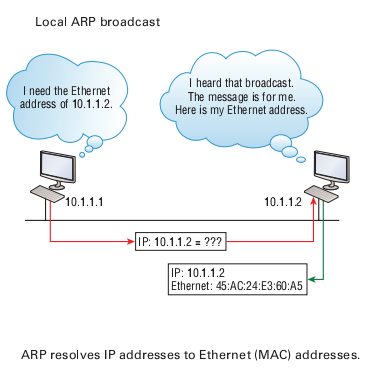 Local ARP broadcast
I need the Ethernet
address of 10.1.1.2.
I heard that broadcast.
The message is for me.
Here is my Ethernet address.
10.1.1.1
10.1.1.2
IP: 10.1.1.2 = ???
IP: 10.1.1.2
Ethernet: 45:AC:24:E3:60:A5
ARP resolves IP addresses to Ethernet (MAC) addresses.